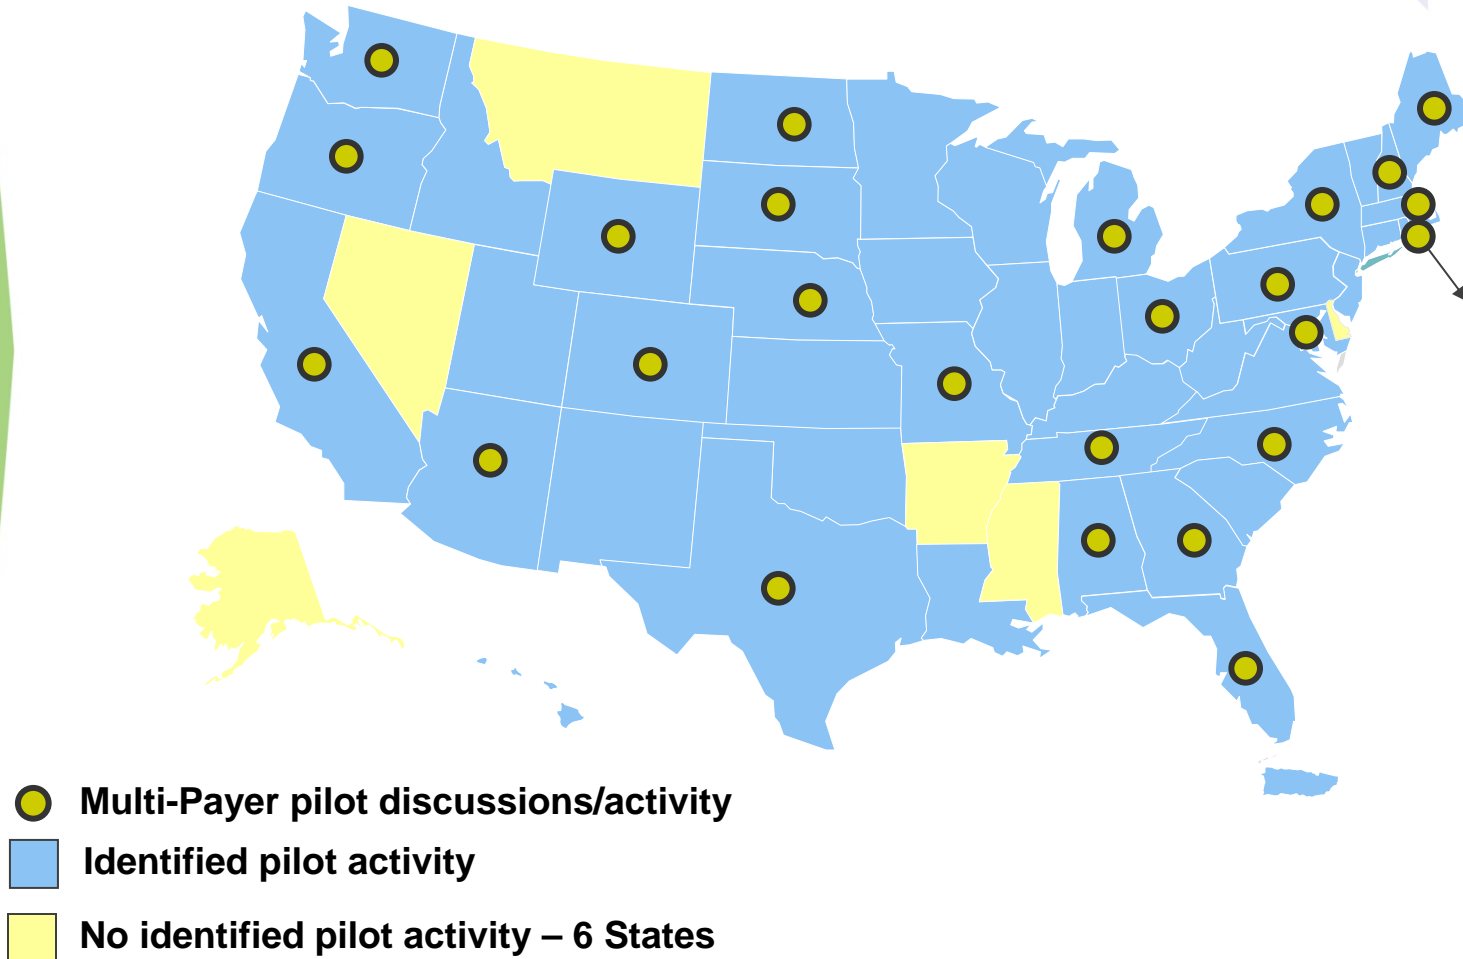 Multi-Payer pilot discussions/activity
Identified pilot activity
No identified pilot activity – 6 States